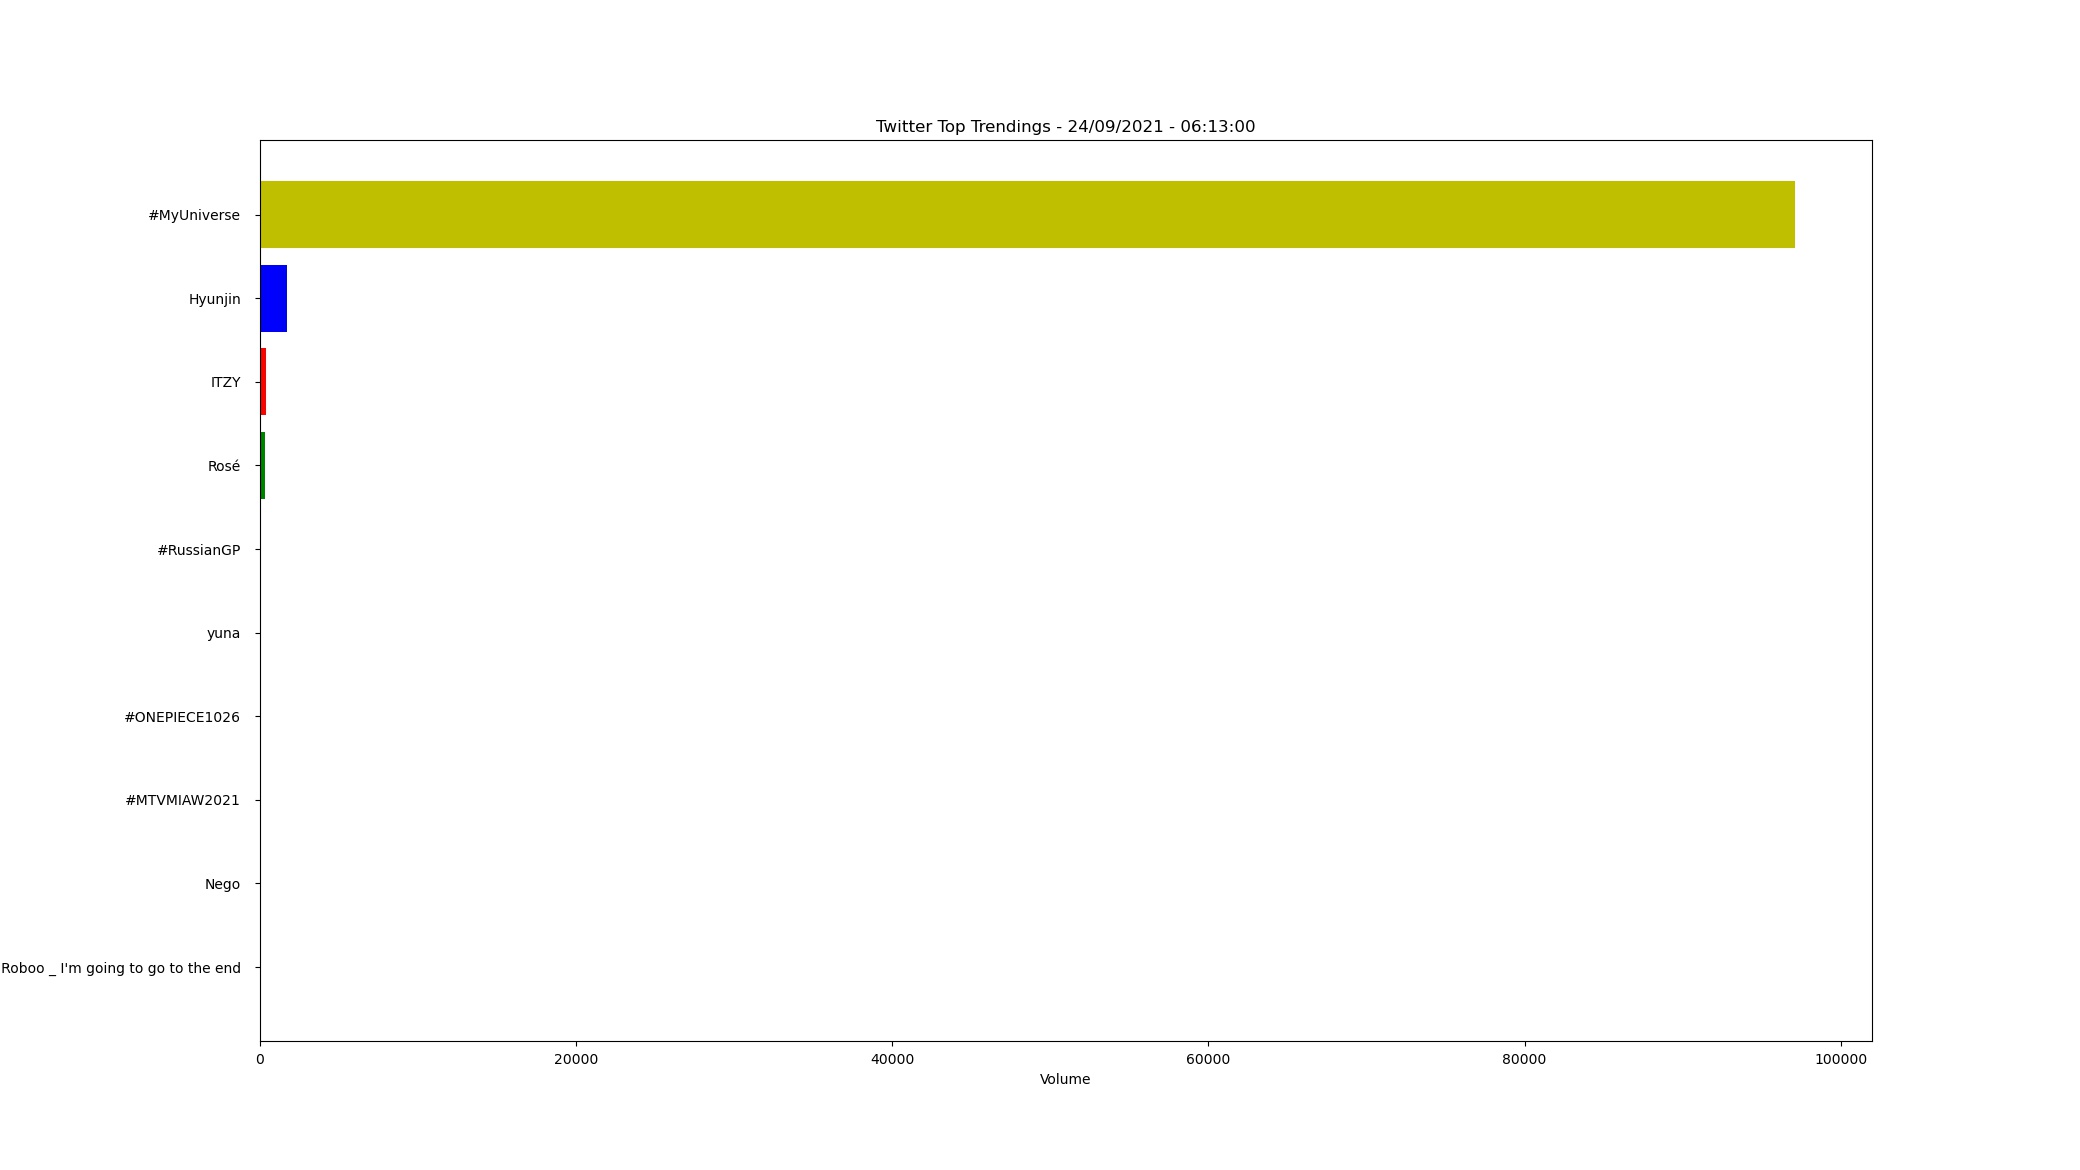 Twitter Top Trendings - 24/09/2021 - 06:13:00
#MyUniverse
Hyunjin
ITZY
Rosé
#RussianGP
yuna
#ONEPIECE1026
#MTVMIAW2021
Nego
Roboo _ I'm going to go to the end
0 20000 40000 60000 80000 100000
Volume